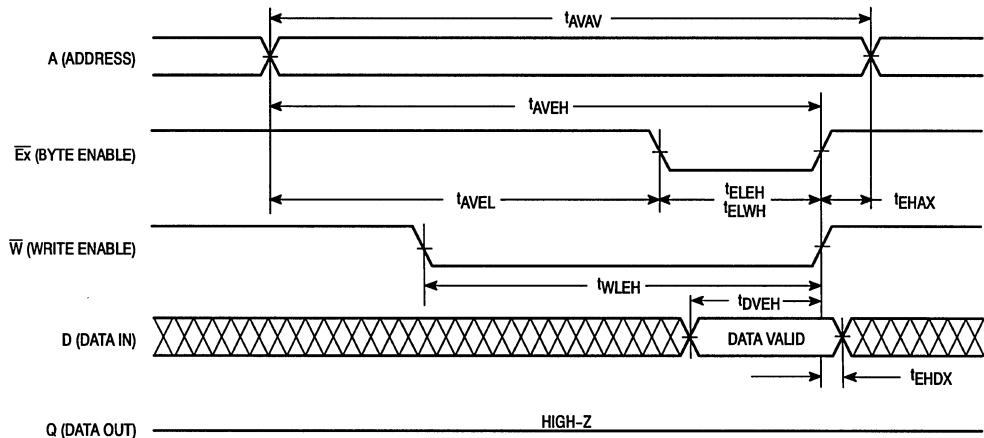 tAVAV
A (ADDRESS)
tAVEH
Ex (BYTE ENABLE)
tAVEL
tELEH
tELWH
tEHAX
W (WRITE ENABLE)
tWLEH
tDVEH
D (DATA IN)
DATA VALID
tEHDX
HIGH-Z
Q (DATA OUT)